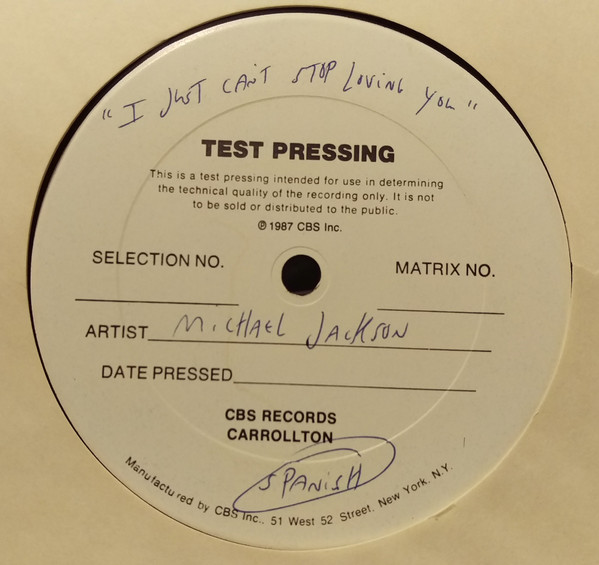 "I JUST CAN'T STOP LOVING YOU"
TEST PRESSING
This is a test pressing intended for use in determining
the technical quality of the recording only. It is not
to be sold or distributed to the public.
℗ 1987 CBS Inc.
SELECTION NO.
MATRIX NO.
ARTIST MICHAEL JACKSON
DATE PRESSED
CBS RECORDS
CARROLLTON
SPANISH
Manufactured by CBS Inc., 51 West 52 Street, New York, N.Y.